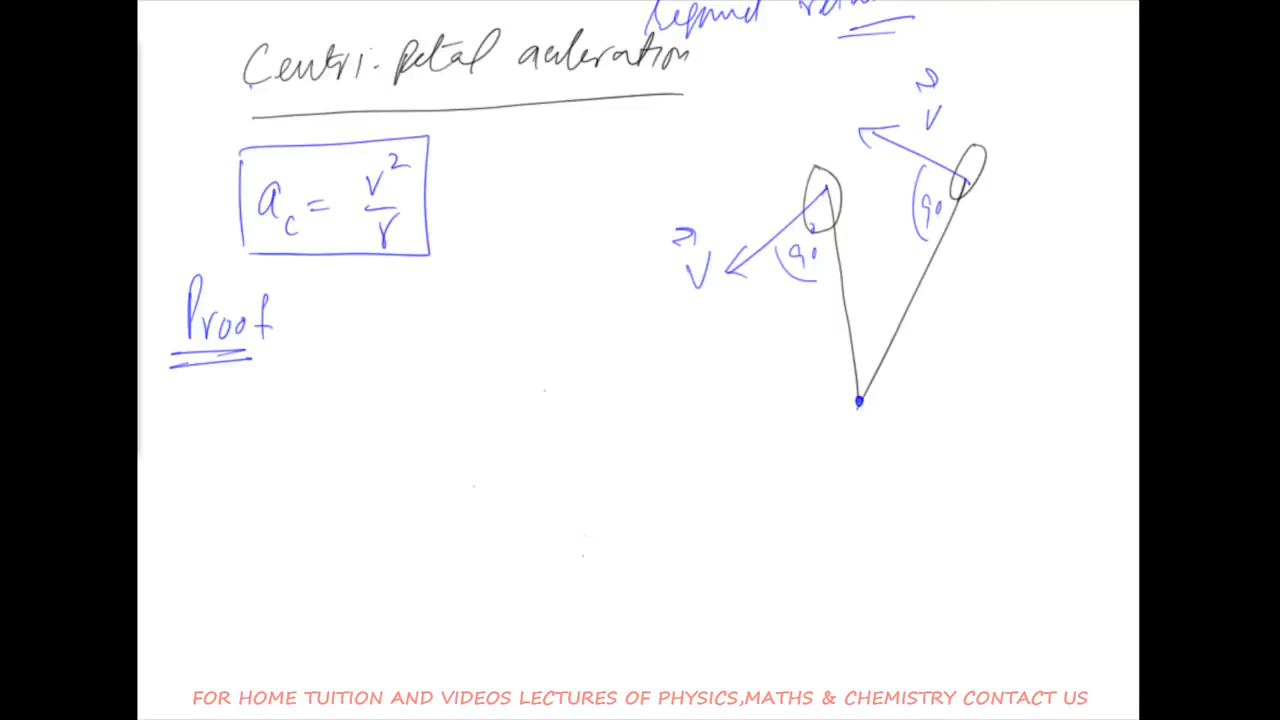 Centri. petal acceleration
a_c = v²/r
Proof
v⃗
90
v⃗
90°
FOR HOME TUITION AND VIDEOS LECTURES OF PHYSICS,MATHS & CHEMISTRY CONTACT US